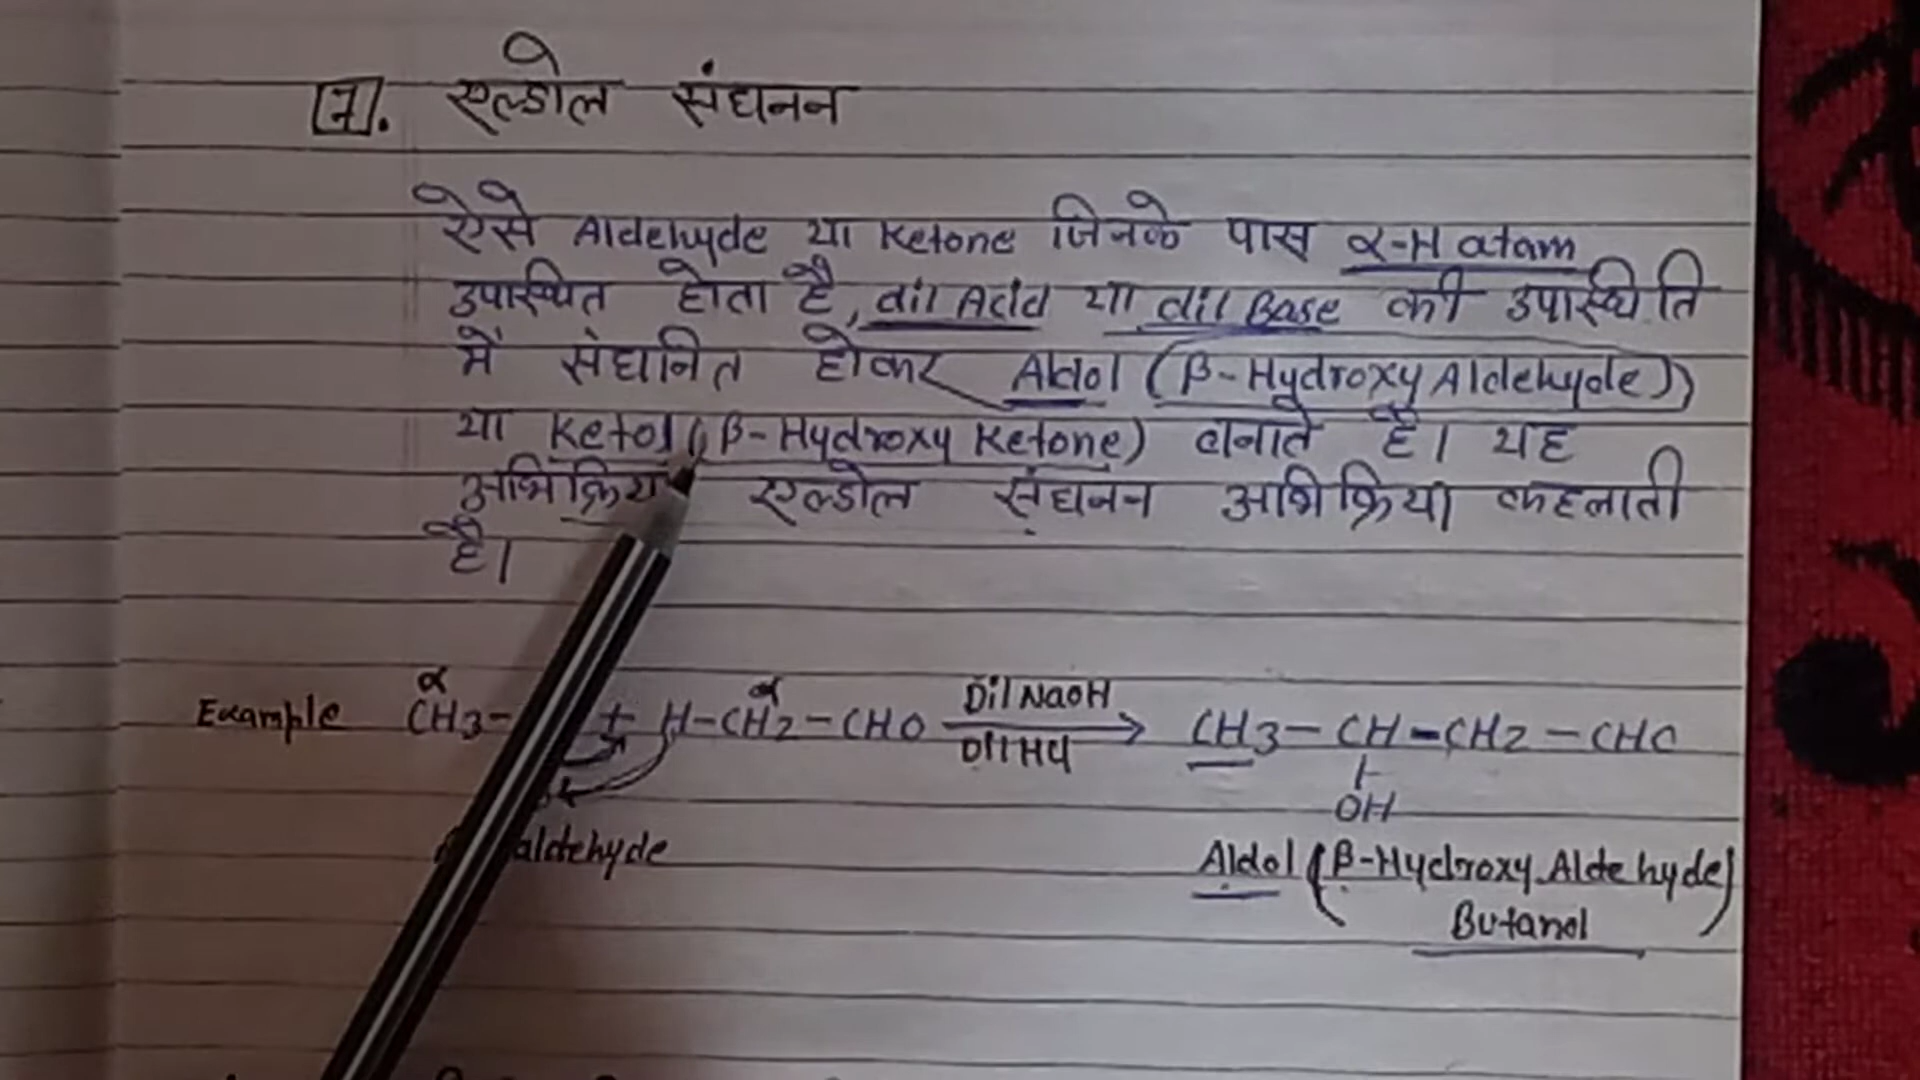 7. एल्डोल संघनन
ऐसे Aldehyde या Ketone जिनके पास α-H atam
उपस्थित होता है, dil Acid या dil Base की उपस्थिति
में संघनित होकर Aldol (β-Hydroxy Aldehyde)
या Ketol (β-Hydroxy Ketone) बनाते है। यह
अभिक्रिया एल्डोल संघनन अभिक्रिया कहलाती
है।
α α Dil NaOH
Example CH3- + H-CH2-CHO → CH3-CH-CH2-CHO
Dil HCl
OH
aldehyde Aldol (β-Hydroxy Aldehyde)
Butanol